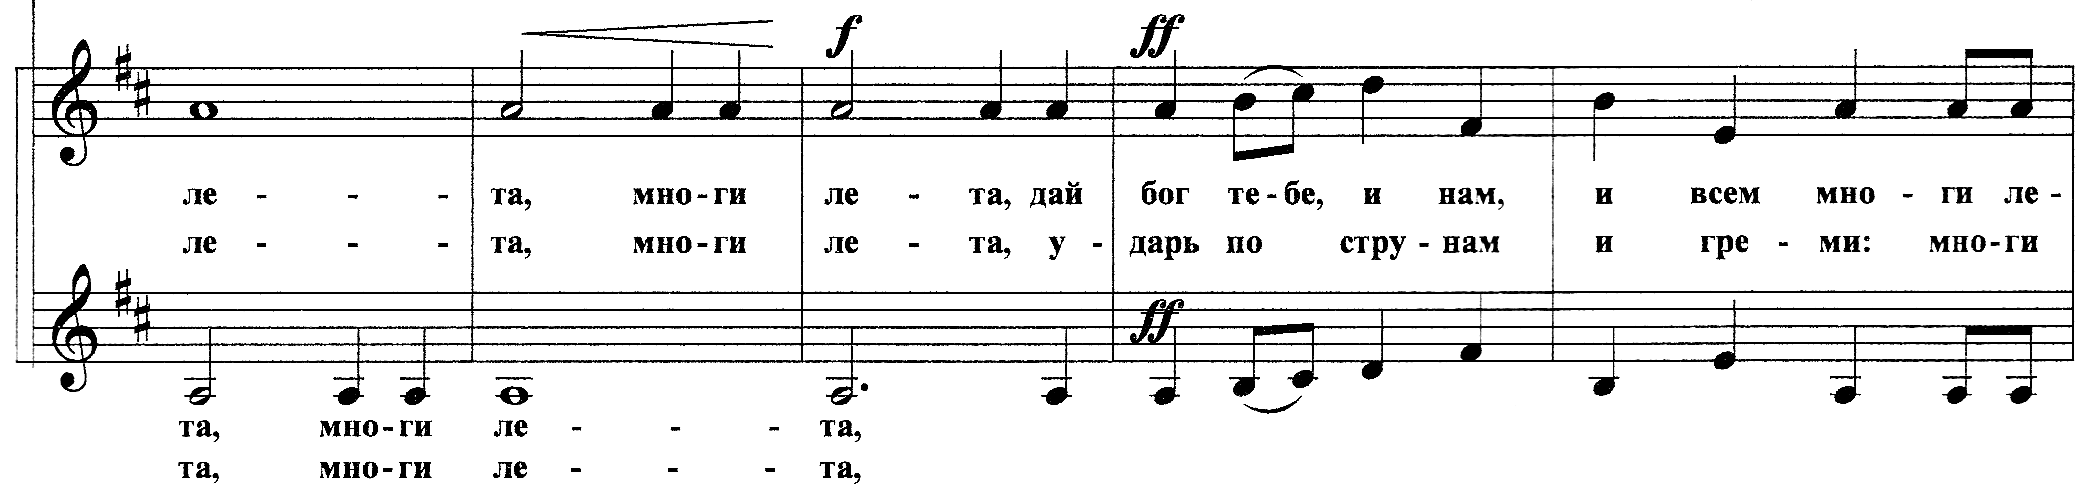 f ff
ле - - - та, мно-ги ле - та, дай бог те-бе, и нам, и всем мно - ги ле-
ле - - - та, мно-ги ле - та, у - дарь по стру - нам и гре - ми: мно-ги
ff
та, мно-ги ле - - - та,
та, мно-ги ле - - - та,